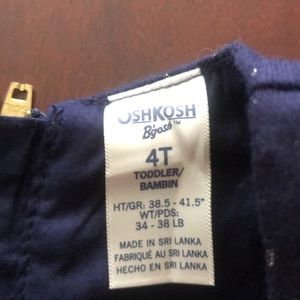 OSHKOSH
B'gosh™
4T
TODDLER/
BAMBIN
HT/GR: 38.5 - 41.5"
WT/PDS:
34 - 38 LB
MADE IN SRI LANKA
FABRIQUÉ AU SRI LANKA
HECHO EN SRI LANKA